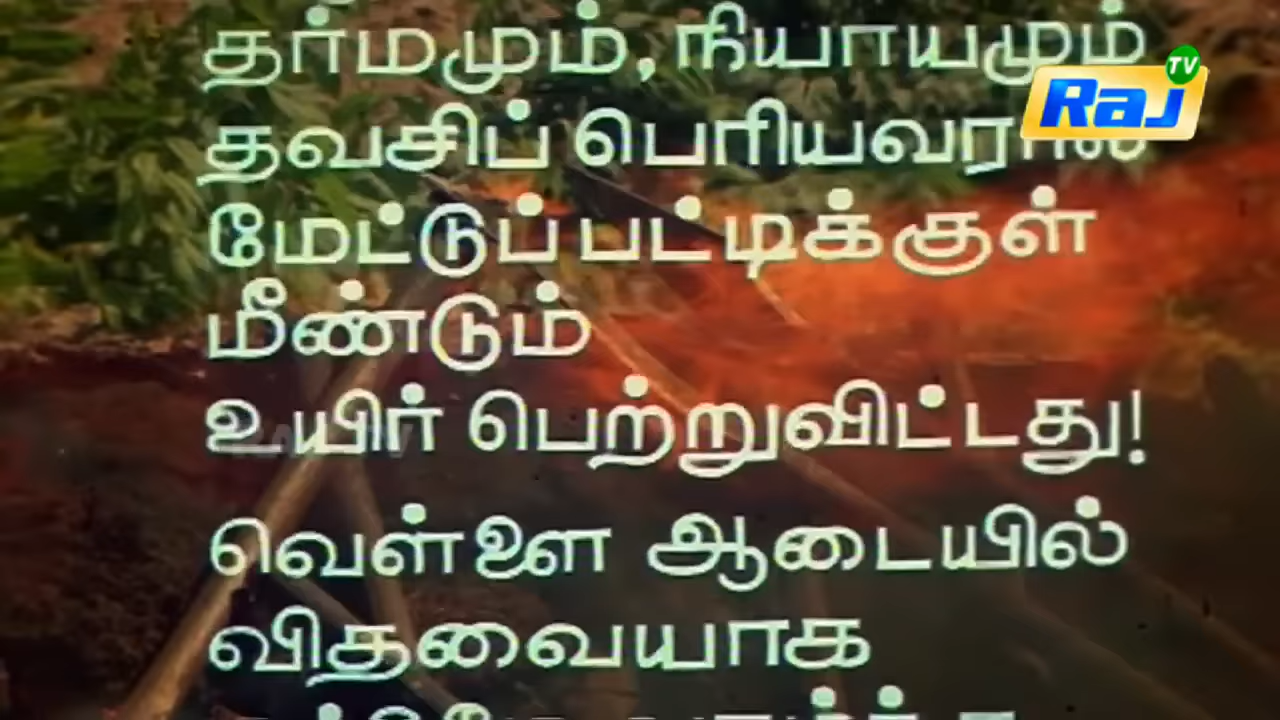 தர்மமும், நியாயமும்
Raj TV
தவசிப் பெரியவரால்
மேட்டுப்பட்டிக்குள்
மீண்டும்
உயிர் பெற்றுவிட்டது!
வெள்ளை ஆடையில்
விதவையாக